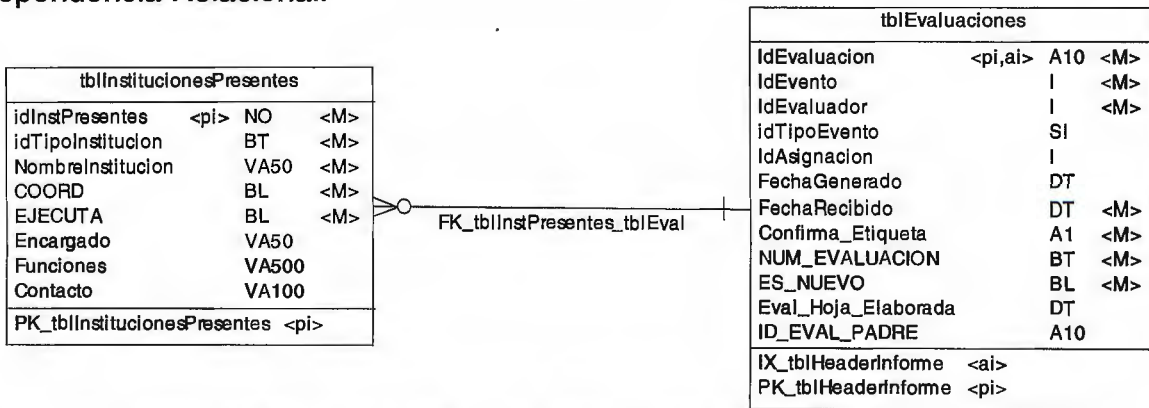 ependencia Relacional:
tblInstitucionesPresentes
idInstPresentes <pi> NO <M>
idTipoInstitucion BT <M>
NombreInstitucion VA50 <M>
COORD BL <M>
EJECUTA BL <M>
Encargado VA50
Funciones VA500
Contacto VA100
PK_tblInstitucionesPresentes <pi>
FK_tblInstPresentes_tblEval
tblEvaluaciones
IdEvaluacion <pi,ai> A10 <M>
IdEvento I <M>
IdEvaluador I <M>
idTipoEvento SI
IdAsignacion I
FechaGenerado DT
FechaRecibido DT <M>
Confirma_Etiqueta A1 <M>
NUM_EVALUACION BT <M>
ES_NUEVO BL <M>
Eval_Hoja_Elaborada DT
ID_EVAL_PADRE A10
IX_tblHeaderInforme <ai>
PK_tblHeaderInforme <pi>